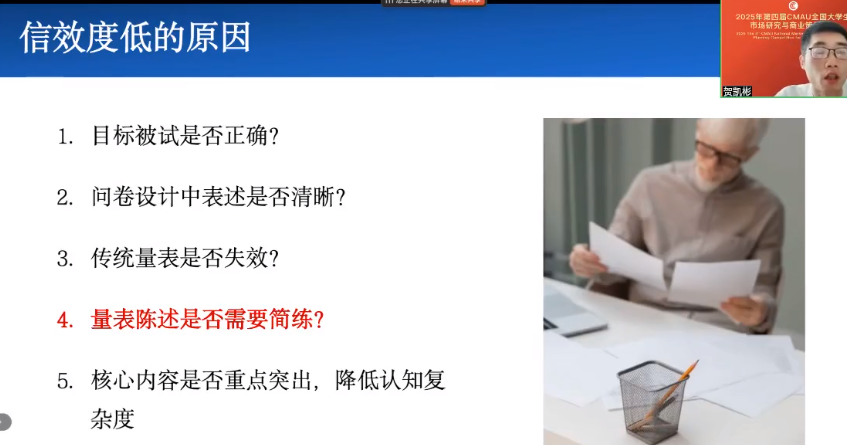 信效度低的原因
2025年第四届CMAU全国大学生
市场研究与商业策
贺凯彬
1. 目标被试是否正确？
2. 问卷设计中表述是否清晰？
3. 传统量表是否失效？
4. 量表陈述是否需要简练？
5. 核心内容是否重点突出，降低认知复
杂度